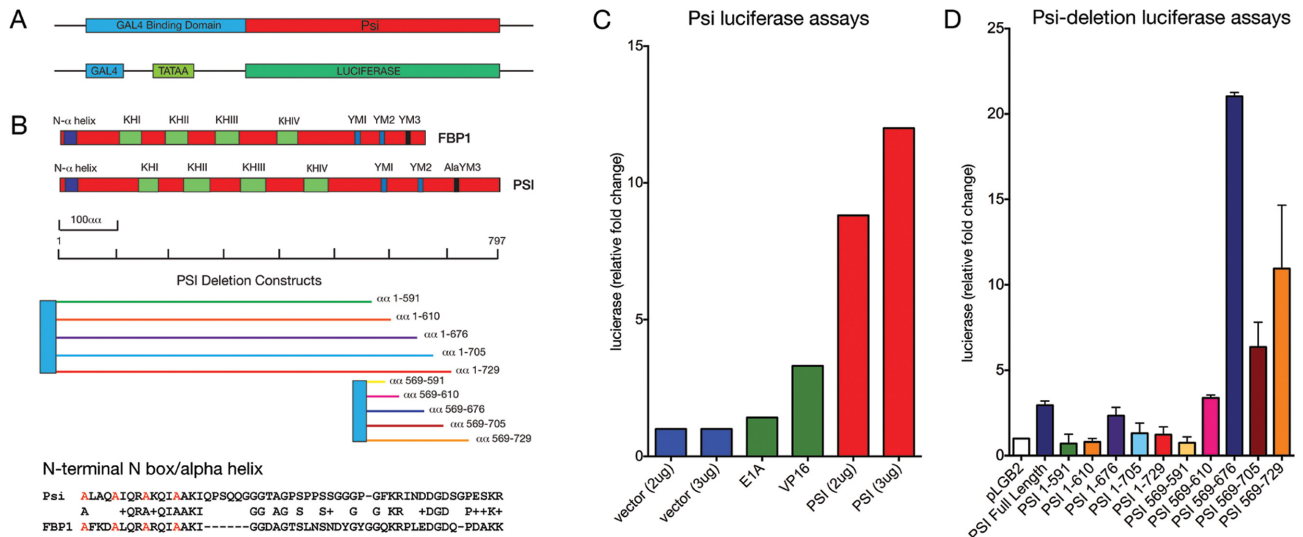 A
GAL4 Binding Domain
Psi
GAL4
TATAA
LUCIFERASE
B
N-α helix
KHI
KHII
KHIII
KHIV
YMI
YM2
YM3
FBP1
N-α helix
KHI
KHII
KHIII
KHIV
YMI
YM2
AlaYM3
PSI
100αα
1
797
PSI Deletion Constructs
αα 1-591
αα 1-610
αα 1-676
αα 1-705
αα 1-729
αα 569-591
αα 569-610
αα 569-676
αα 569-705
αα 569-729
N-terminal N box/alpha helix
Psi ALAQAIQRAKQIAAKIQPSQQGGGTAGPSPPSSGGGP-GFKRINDDGDSGPESKR
A +QRA+QIAAKI GG G S S+ G G KR + DGD P++K+
FBP1 AFKDALQRARQIAAKI------GGDAGTSLNSNDYGYGGQKRPLEDGDQ-PDAKK
C
Psi luciferase assays
lucierase (relative fold change)
15
10
5
0
vector (2ug)
vector (3ug)
E1A
VP16
PSI (2ug)
PSI (3ug)
D
Psi-deletion luciferase assays
lucierase (relative fold change)
25
20
15
10
5
0
pLGB2
PSI Full Length
PSI 1-591
PSI 1-610
PSI 1-676
PSI 1-705
PSI 1-729
PSI 569-591
PSI 569-610
PSI 569-676
PSI 569-705
PSI 569-729